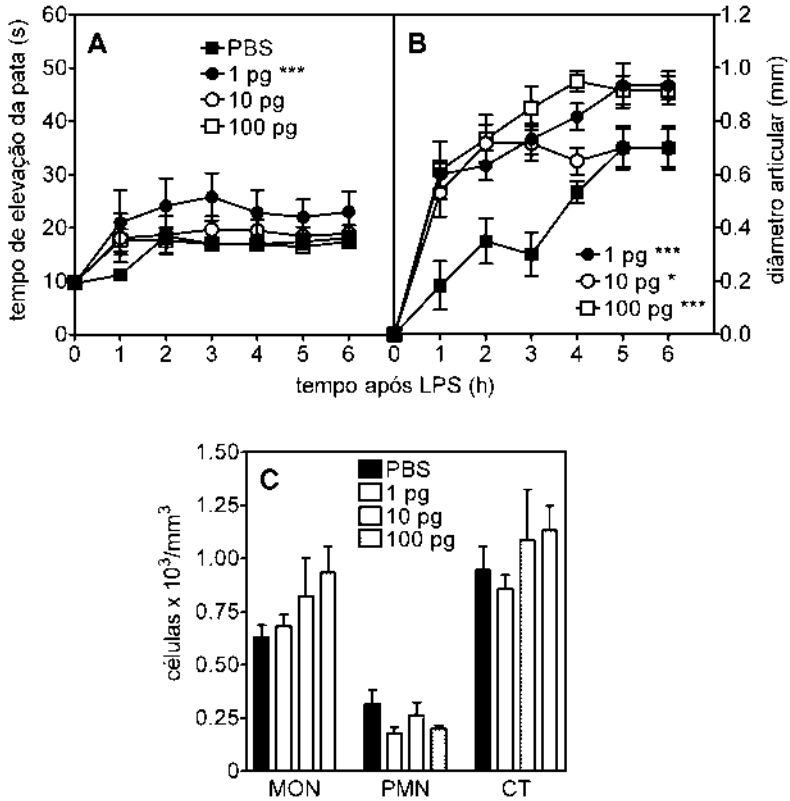 60
50
40
30
20
10
0
tempo de elevação da pata (s)
A
PBS
1 pg ***
10 pg
100 pg
B
1.2
1.0
0.8
0.6
0.4
0.2
0.0
diâmetro articular (mm)
1 pg ***
10 pg *
100 pg ***
0 1 2 3 4 5 6 0 1 2 3 4 5 6
tempo após LPS (h)
1.50
1.25
1.00
0.75
0.50
0.25
0
células x 10³/mm³
C
PBS
1 pg
10 pg
100 pg
MON PMN CT